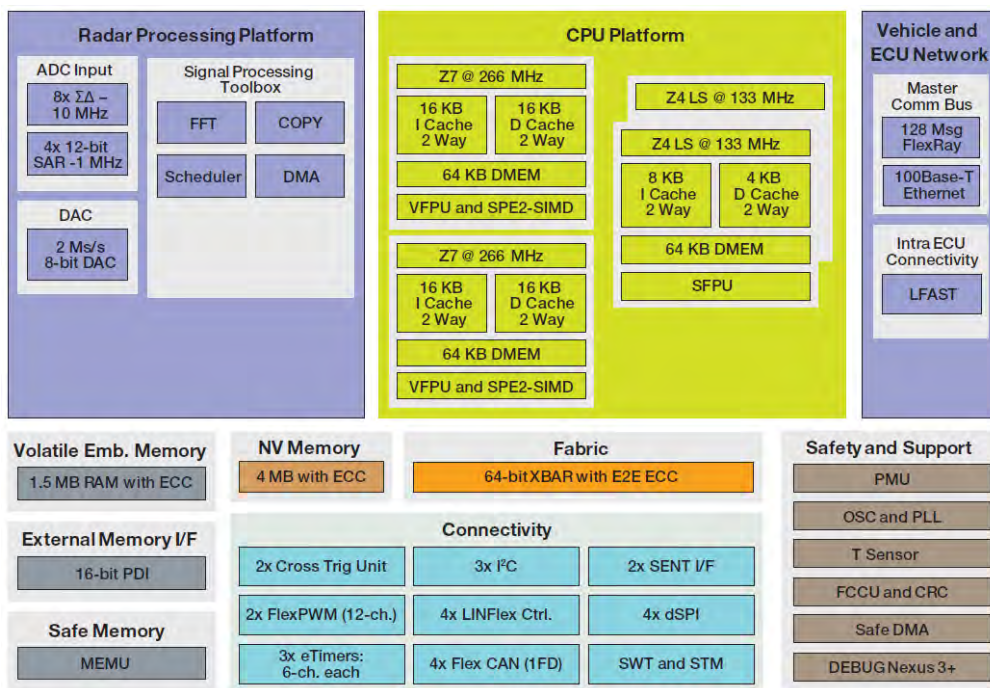 Radar Processing Platform
ADC Input
8x ΣΔ –
10 MHz
4x 12-bit
SAR -1 MHz
DAC
2 Ms/s
8-bit DAC
Signal Processing
Toolbox
FFT
COPY
Scheduler
DMA
CPU Platform
Z7 @ 266 MHz
16 KB
I Cache
2 Way
16 KB
D Cache
2 Way
64 KB DMEM
VFPU and SPE2-SIMD
Z7 @ 266 MHz
16 KB
I Cache
2 Way
16 KB
D Cache
2 Way
64 KB DMEM
VFPU and SPE2-SIMD
Z4 LS @ 133 MHz
Z4 LS @ 133 MHz
8 KB
I Cache
2 Way
4 KB
D Cache
2 Way
64 KB DMEM
SFPU
Vehicle and
ECU Network
Master
Comm Bus
128 Msg
FlexRay
100Base-T
Ethernet
Intra ECU
Connectivity
LFAST
Volatile Emb. Memory
1.5 MB RAM with ECC
External Memory I/F
16-bit PDI
Safe Memory
MEMU
NV Memory
4 MB with ECC
Fabric
64-bit XBAR with E2E ECC
Connectivity
2x Cross Trig Unit
3x I²C
2x SENT I/F
2x FlexPWM (12-ch.)
4x LINFlex Ctrl.
4x dSPI
3x eTimers:
6-ch. each
4x Flex CAN (1FD)
SWT and STM
Safety and Support
PMU
OSC and PLL
T Sensor
FCCU and CRC
Safe DMA
DEBUG Nexus 3+